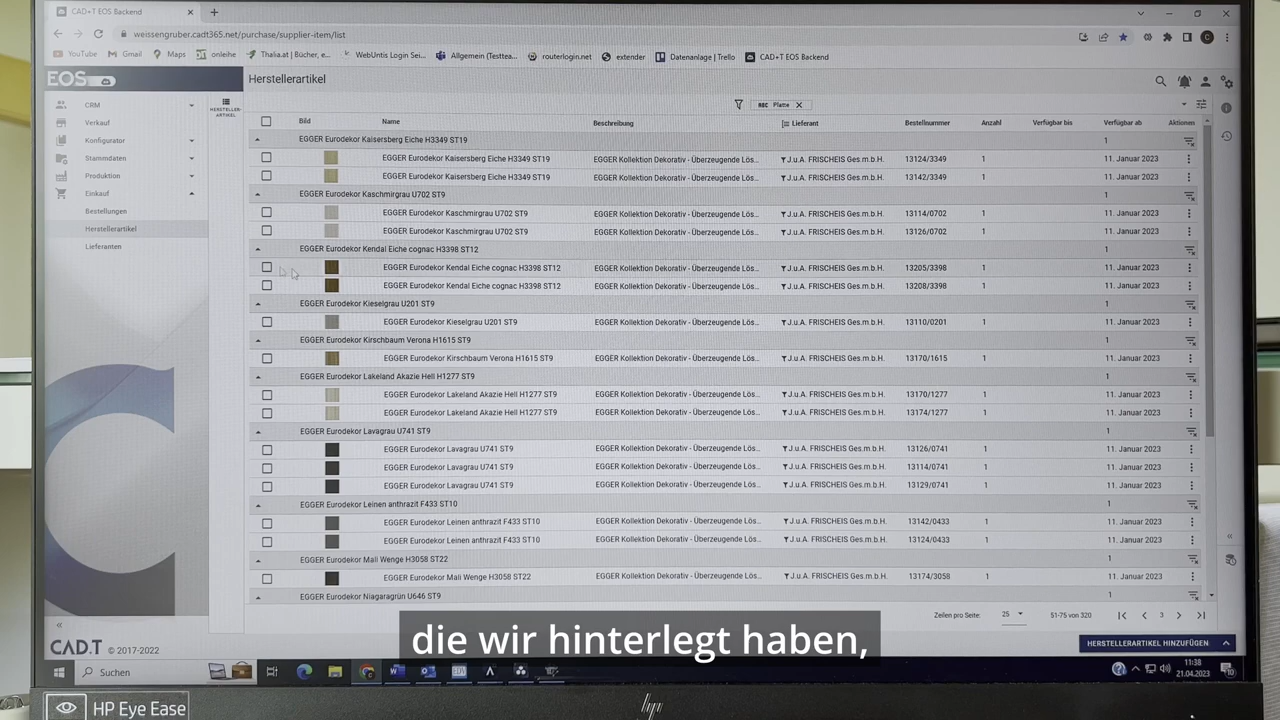 CAD+T EOS Backend
weissengruber.cadt365.net/purchase/supplier-item/list
YouTube Gmail Maps onleihe Thalia.at | Bücher, e... WebUntis Login Sei... Allgemein (Testtea... routerlogin.net extender Datenanlage | Trello CAD+T EOS Backend
EOS Herstellerartikel
CRM
Verkauf
Konfigurator
Stammdaten
Produktion
Einkauf
Bestellungen
Herstellerartikel
Lieferanten
HERSTELLER-
ARTIKEL
ABC Platte
Bild Name Beschreibung Lieferant Bestellnummer Anzahl Verfügbar bis Verfügbar ab Aktionen
EGGER Eurodekor Kaisersberg Eiche H3349 ST19 1
EGGER Eurodekor Kaisersberg Eiche H3349 ST19 EGGER Kollektion Dekorativ - Überzeugende Lös... J.u.A. FRISCHEIS Ges.m.b.H. 13124/3349 1 11. Januar 2023
EGGER Eurodekor Kaisersberg Eiche H3349 ST19 EGGER Kollektion Dekorativ - Überzeugende Lös... J.u.A. FRISCHEIS Ges.m.b.H. 13142/3349 1 11. Januar 2023
EGGER Eurodekor Kaschmirgrau U702 ST9 1
EGGER Eurodekor Kaschmirgrau U702 ST9 EGGER Kollektion Dekorativ - Überzeugende Lös... J.u.A. FRISCHEIS Ges.m.b.H. 13114/0702 1 11. Januar 2023
EGGER Eurodekor Kaschmirgrau U702 ST9 EGGER Kollektion Dekorativ - Überzeugende Lös... J.u.A. FRISCHEIS Ges.m.b.H. 13126/0702 1 11. Januar 2023
EGGER Eurodekor Kendal Eiche cognac H3398 ST12 1
EGGER Eurodekor Kendal Eiche cognac H3398 ST12 EGGER Kollektion Dekorativ - Überzeugende Lös... J.u.A. FRISCHEIS Ges.m.b.H. 13205/3398 1 11. Januar 2023
EGGER Eurodekor Kendal Eiche cognac H3398 ST12 EGGER Kollektion Dekorativ - Überzeugende Lös... J.u.A. FRISCHEIS Ges.m.b.H. 13208/3398 1 11. Januar 2023
EGGER Eurodekor Kieselgrau U201 ST9 1
EGGER Eurodekor Kieselgrau U201 ST9 EGGER Kollektion Dekorativ - Überzeugende Lös... J.u.A. FRISCHEIS Ges.m.b.H. 13110/0201 1 11. Januar 2023
EGGER Eurodekor Kirschbaum Verona H1615 ST9 1
EGGER Eurodekor Kirschbaum Verona H1615 ST9 EGGER Kollektion Dekorativ - Überzeugende Lös... J.u.A. FRISCHEIS Ges.m.b.H. 13170/1615 1 11. Januar 2023
EGGER Eurodekor Lakeland Akazie Hell H1277 ST9 1
EGGER Eurodekor Lakeland Akazie Hell H1277 ST9 EGGER Kollektion Dekorativ - Überzeugende Lös... J.u.A. FRISCHEIS Ges.m.b.H. 13170/1277 1 11. Januar 2023
EGGER Eurodekor Lakeland Akazie Hell H1277 ST9 EGGER Kollektion Dekorativ - Überzeugende Lös... J.u.A. FRISCHEIS Ges.m.b.H. 13174/1277 1 11. Januar 2023
EGGER Eurodekor Lavagrau U741 ST9 1
EGGER Eurodekor Lavagrau U741 ST9 EGGER Kollektion Dekorativ - Überzeugende Lös... J.u.A. FRISCHEIS Ges.m.b.H. 13126/0741 1 11. Januar 2023
EGGER Eurodekor Lavagrau U741 ST9 EGGER Kollektion Dekorativ - Überzeugende Lös... J.u.A. FRISCHEIS Ges.m.b.H. 13114/0741 1 11. Januar 2023
EGGER Eurodekor Lavagrau U741 ST9 EGGER Kollektion Dekorativ - Überzeugende Lös... J.u.A. FRISCHEIS Ges.m.b.H. 13129/0741 1 11. Januar 2023
EGGER Eurodekor Leinen anthrazit F433 ST10 1
EGGER Eurodekor Leinen anthrazit F433 ST10 EGGER Kollektion Dekorativ - Überzeugende Lös... J.u.A. FRISCHEIS Ges.m.b.H. 13142/0433 1 11. Januar 2023
EGGER Eurodekor Leinen anthrazit F433 ST10 EGGER Kollektion Dekorativ - Überzeugende Lös... J.u.A. FRISCHEIS Ges.m.b.H. 13124/0433 1 11. Januar 2023
EGGER Eurodekor Mali Wenge H3058 ST22 1
EGGER Eurodekor Mali Wenge H3058 ST22 EGGER Kollektion Dekorativ - Überzeugende Lös... J.u.A. FRISCHEIS Ges.m.b.H. 13174/3058 1 11. Januar 2023
EGGER Eurodekor Niagaragrün U646 ST9 1
Zeilen pro Seite: 25 51-75 von 320 3
die wir hinterlegt haben,
HERSTELLERARTIKEL HINZUFÜGEN
CAD.T © 2017-2022
Suchen
11:38
21.04.2023
HP Eye Ease
hp